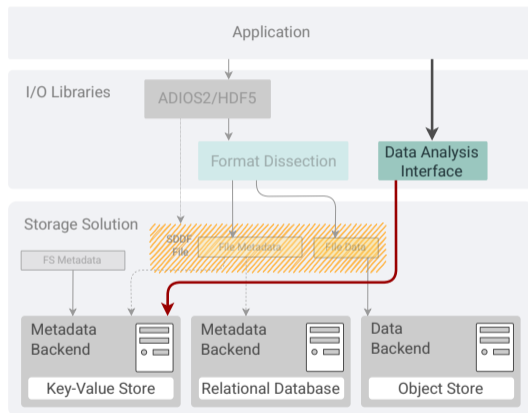 Application
I/O Libraries
ADIOS2/HDF5
Format Dissection
Data Analysis
Interface
Storage Solution
SDDF
File
File Metadata
File Data
FS Metadata
Metadata
Backend
Key-Value Store
Metadata
Backend
Relational Database
Data
Backend
Object Store